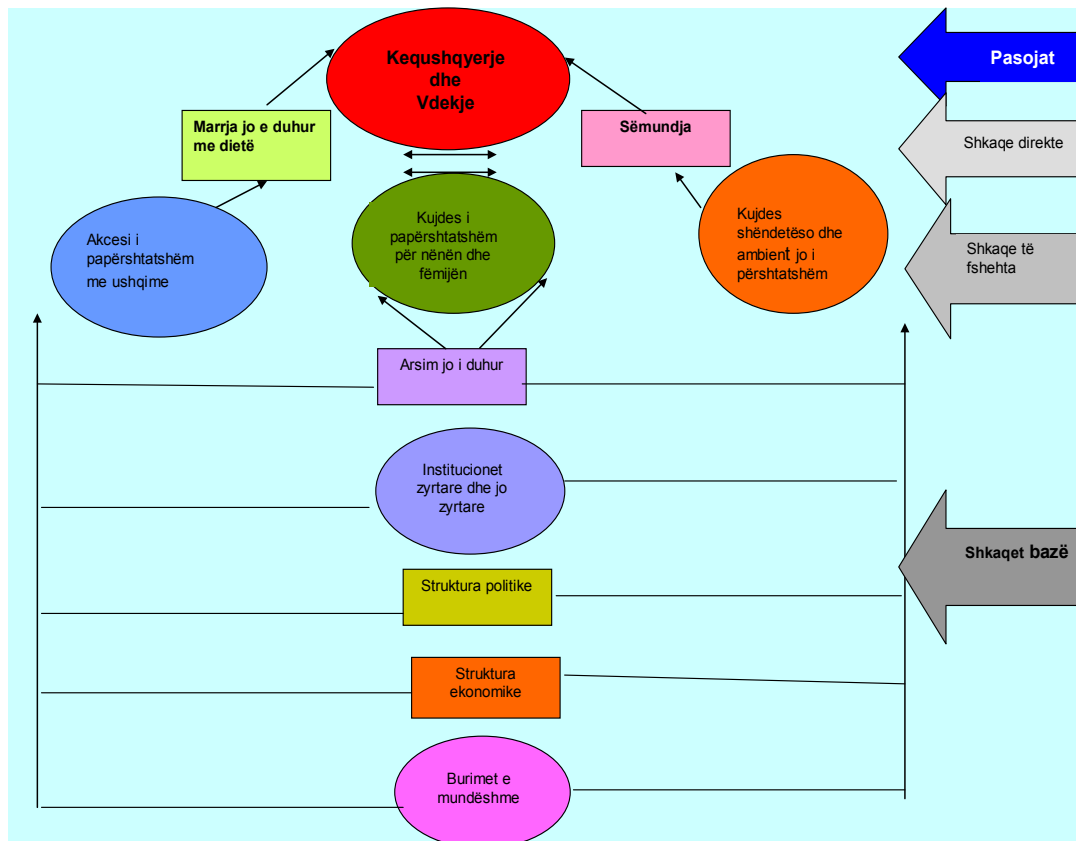 Kequshqyerje
dhe
Vdekje
Pasojat
Marrja jo e duhur
me dietë
Sëmundja
Shkaqe direkte
Akcesi i
papërshtatshëm
me ushqime
Kujdes i
papërshtatshëm
për nënën dhe
fëmijën
Kujdes
shëndetëso dhe
ambient jo i
përshtatshëm
Shkaqe të
fshehta
Arsim jo i duhur
Institucionet
zyrtare dhe jo
zyrtare
Shkaqet bazë
Struktura politike
Struktura
ekonomike
Burimet e
mundëshme